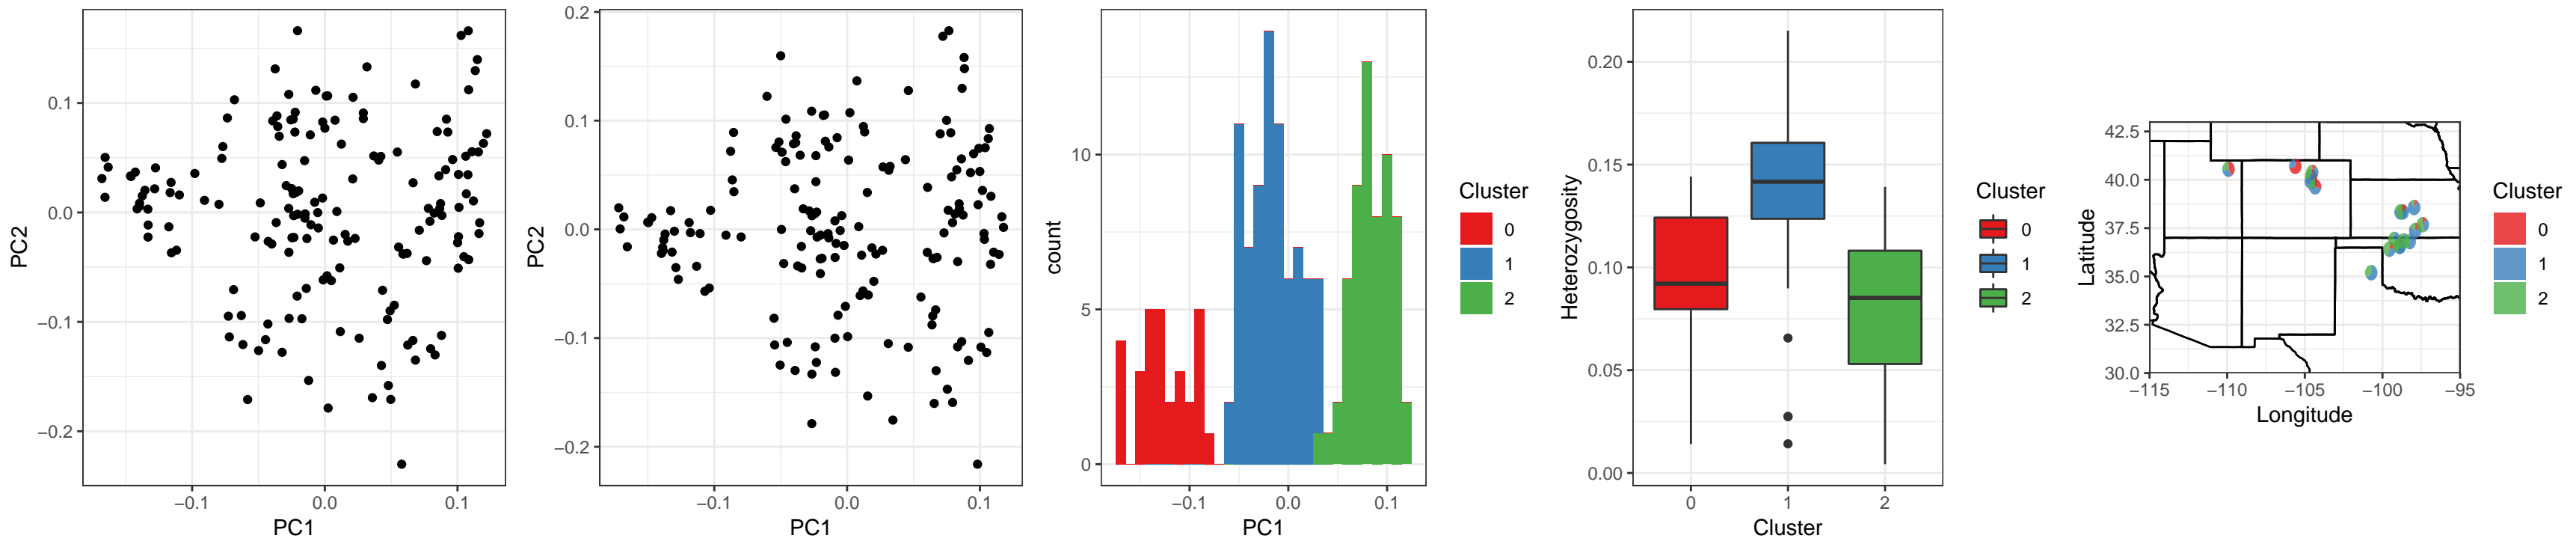 PC2
0.1
0.0
−0.1
−0.2
−0.1 0.0 0.1
PC1
PC2
0.2
0.1
0.0
−0.1
−0.2
−0.1 0.0 0.1
PC1
count
10
5
0
−0.1 0.0 0.1
PC1
Cluster
0
1
2
Heterozygosity
0.20
0.15
0.10
0.05
0.00
0 1 2
Cluster
Cluster
0
1
2
Latitude
42.5
40.0
37.5
35.0
32.5
30.0
−115 −110 −105 −100 −95
Longitude
Cluster
0
1
2